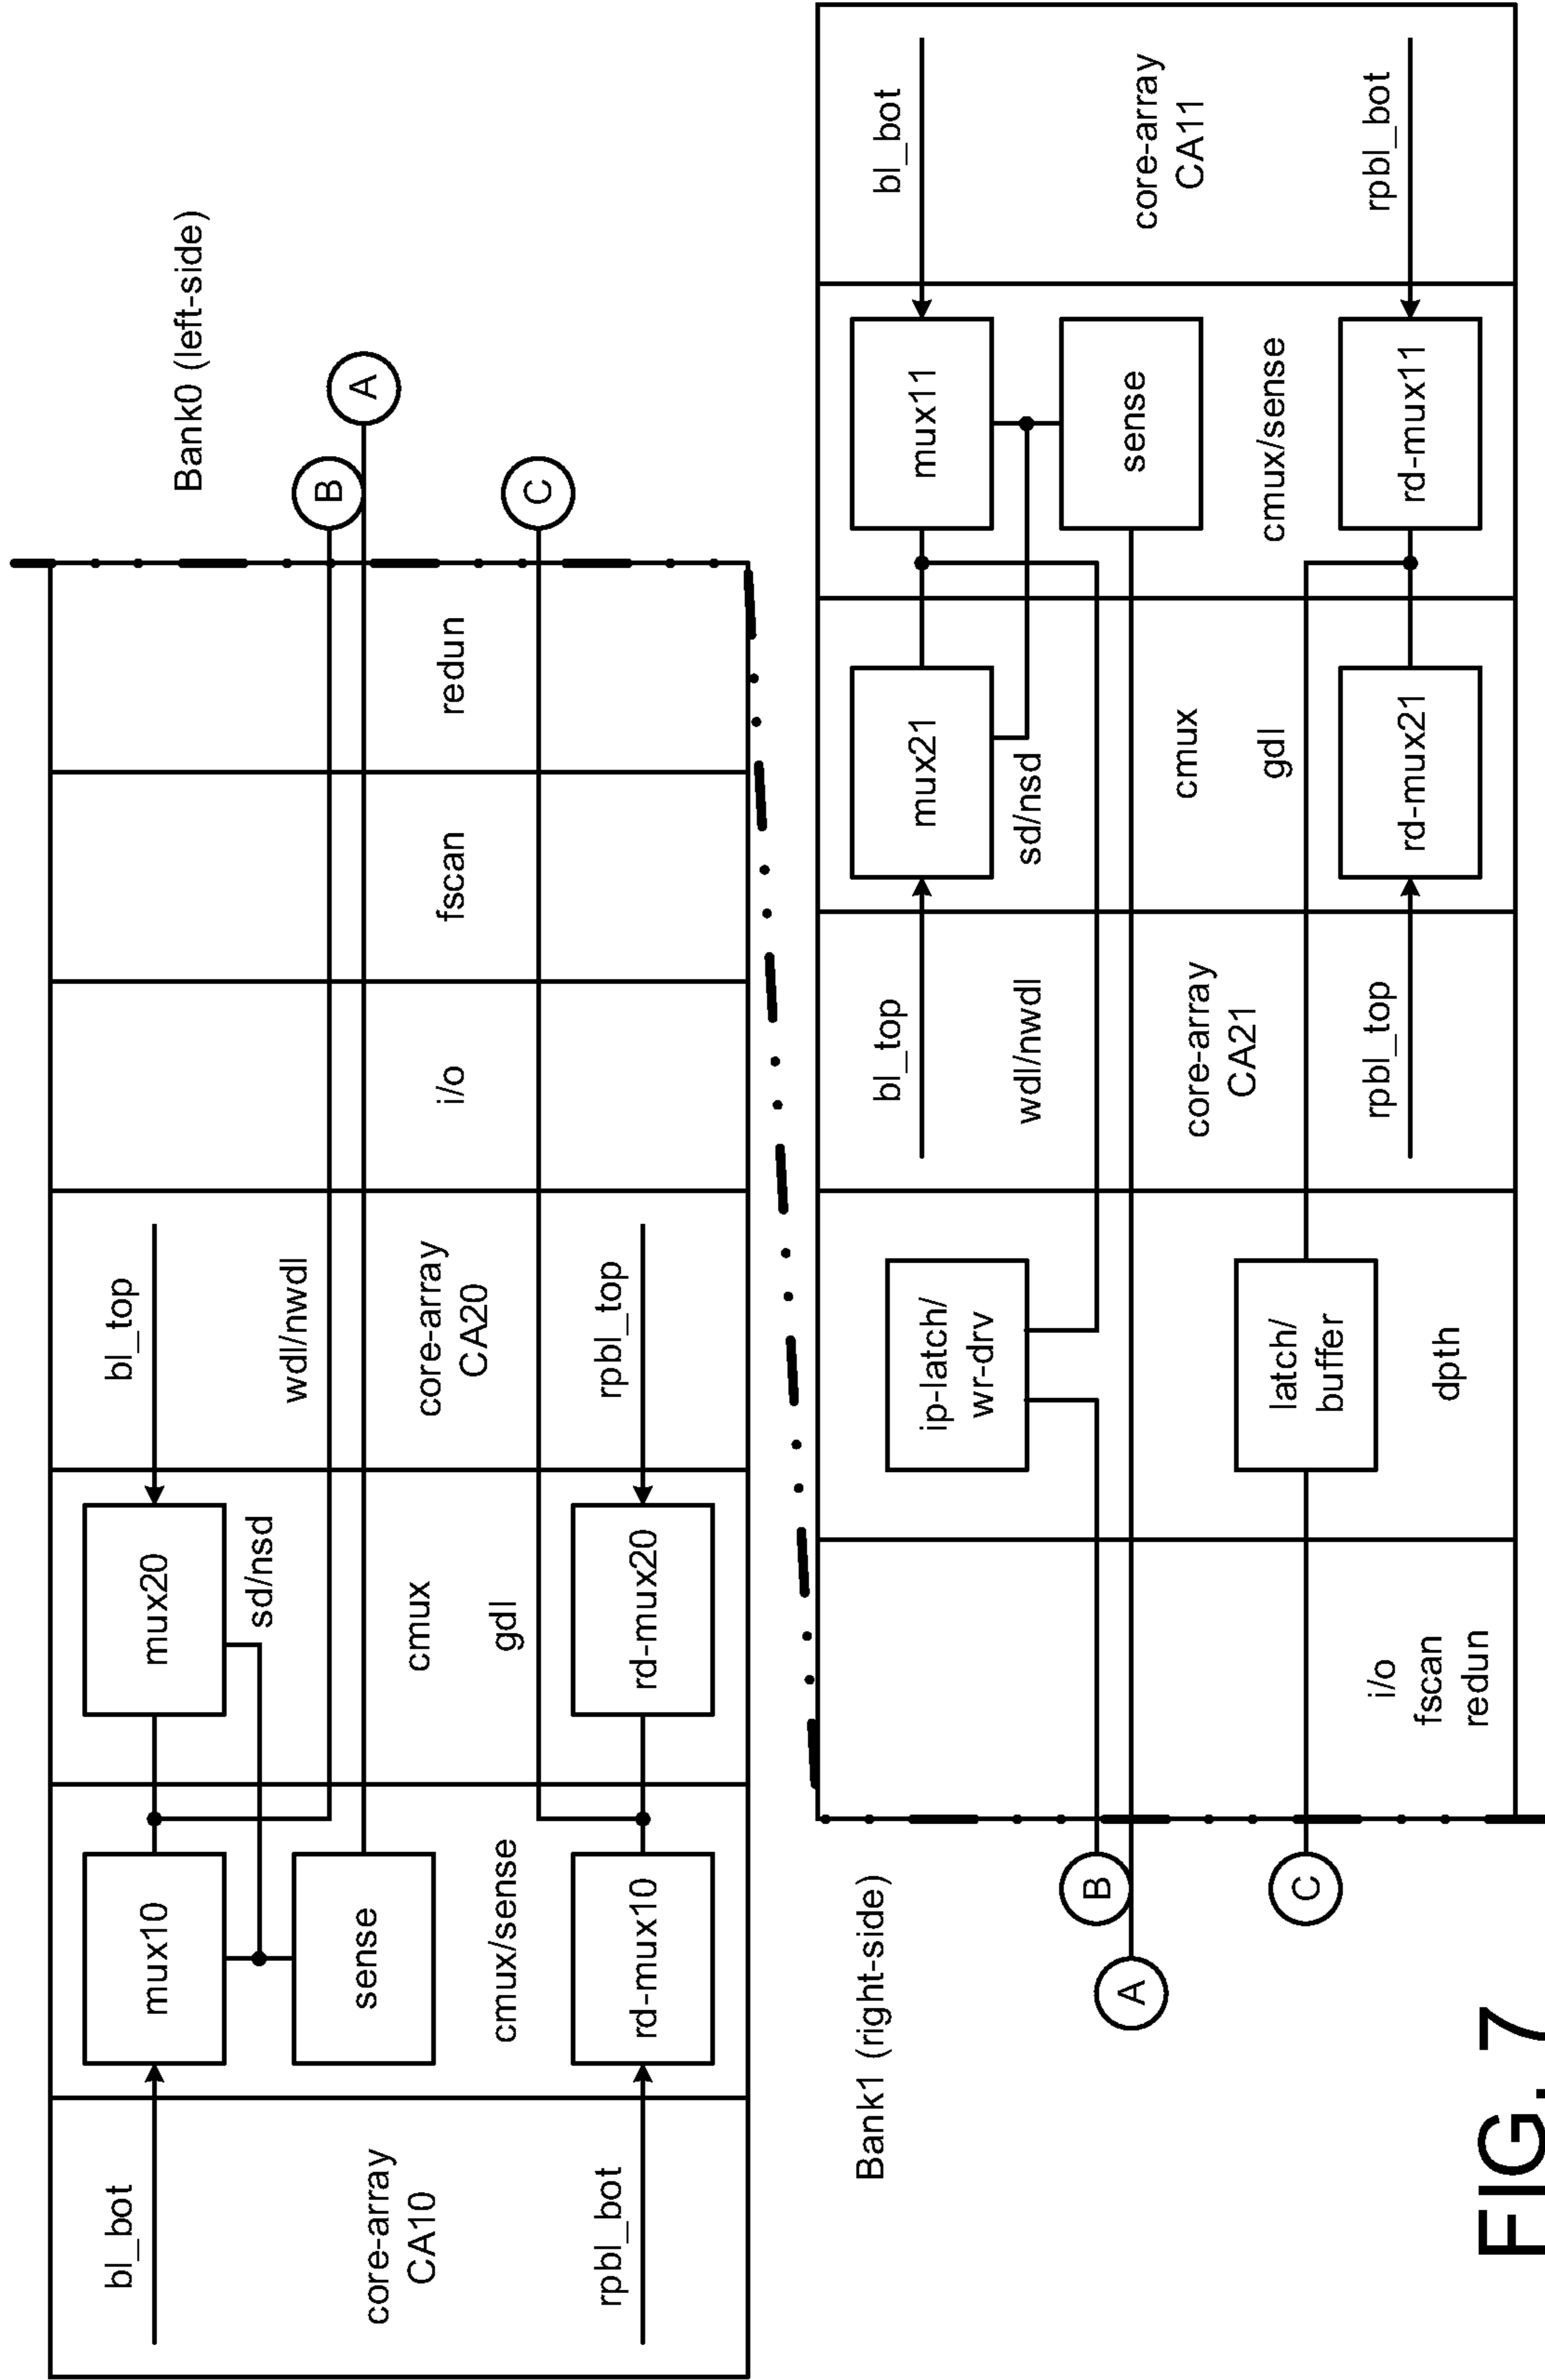 Bank0 (left-side)
bl_bot
core-array
CA10
rpbl_bot
mux10
sense
cmux/sense
rd-mux10
mux20
sd/nsd
cmux
gdl
rd-mux20
bl_top
wdl/nwdl
core-array
CA20
rpbl_top
i/o
fscan
redun
B
A
C
Bank1 (right-side)
B
A
C
i/o
fscan
redun
ip-latch/
wr-drv
latch/
buffer
dpth
bl_top
wdl/nwdl
core-array
CA21
rpbl_top
mux21
sd/nsd
cmux
gdl
rd-mux21
mux11
sense
cmux/sense
rd-mux11
bl_bot
core-array
CA11
rpbl_bot
FIG. 7